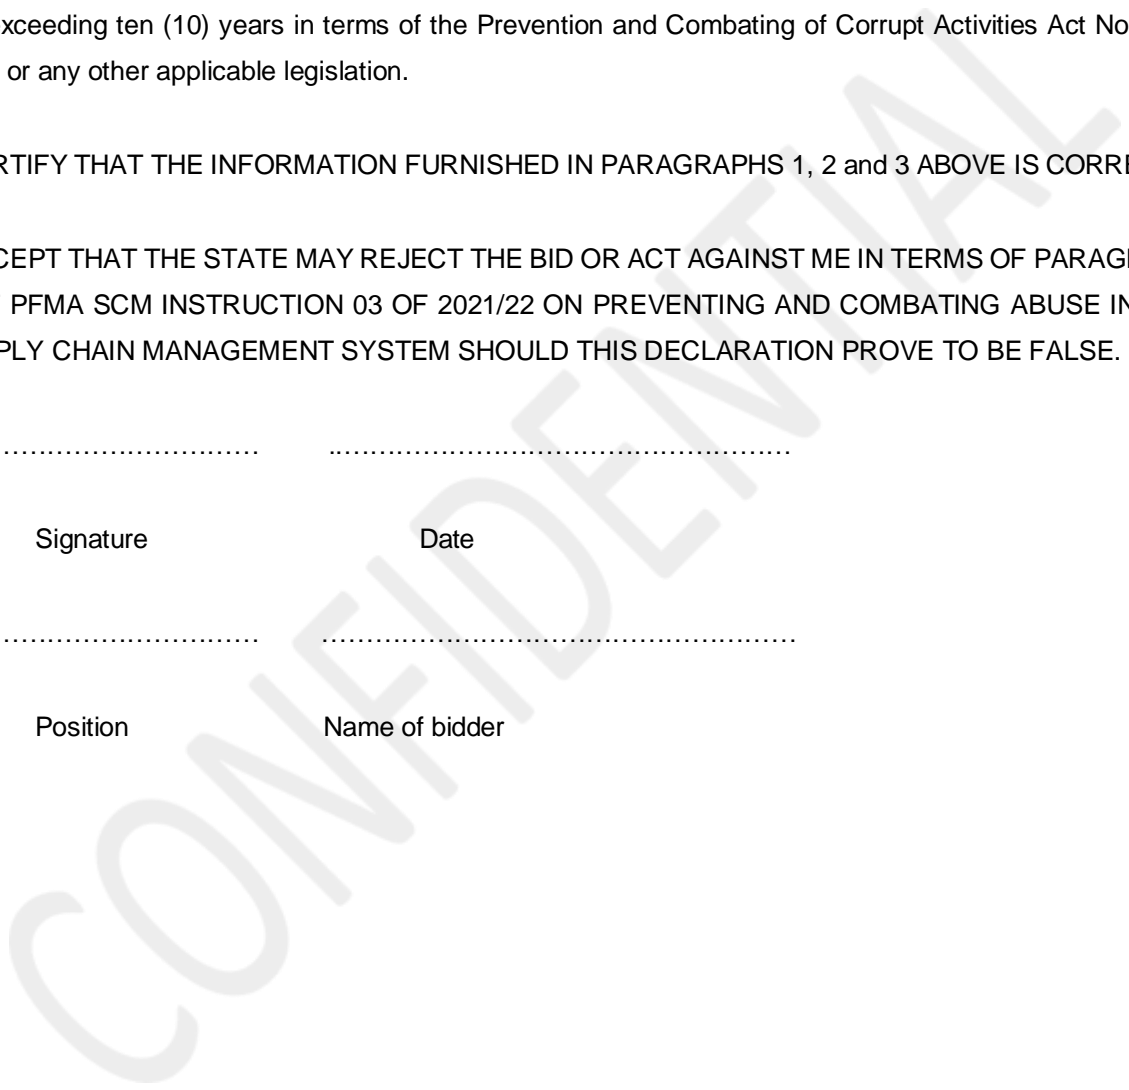 xceeding ten (10) years in terms of the Prevention and Combating of Corrupt Activities Act No
or any other applicable legislation.
RTIFY THAT THE INFORMATION FURNISHED IN PARAGRAPHS 1, 2 and 3 ABOVE IS CORRE
CEPT THAT THE STATE MAY REJECT THE BID OR ACT AGAINST ME IN TERMS OF PARAG
PFMA SCM INSTRUCTION 03 OF 2021/22 ON PREVENTING AND COMBATING ABUSE IN
PLY CHAIN MANAGEMENT SYSTEM SHOULD THIS DECLARATION PROVE TO BE FALSE.
………………………… ..……………………………………………
Signature Date
………………………… ………………………………………………
Position Name of bidder
CONFIDENTIAL